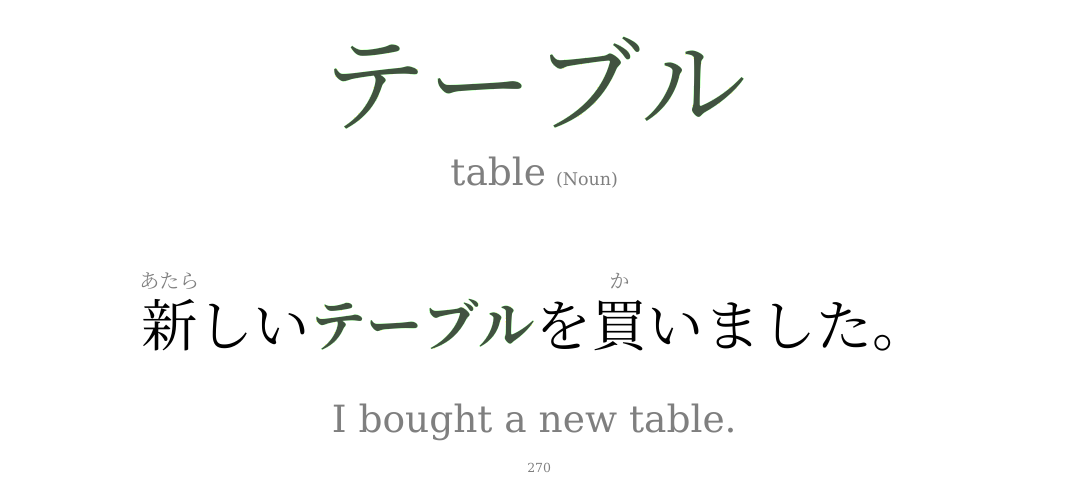 テーブル
table (Noun)
あたら か
新しいテーブルを買いました。
I bought a new table.
270